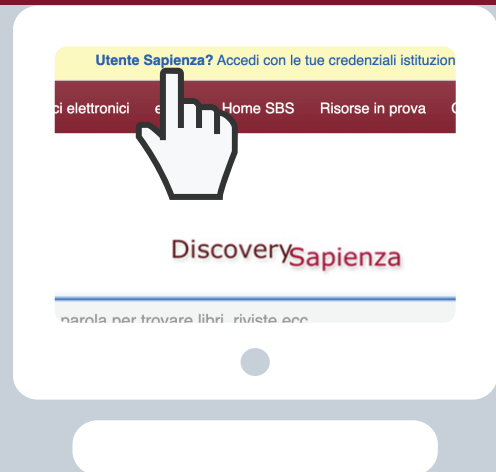 Utente Sapienza? Accedi con le tue credenziali istituzion
ci elettronici e Home SBS Risorse in prova
DiscoverySapienza
parola per trovare libri, riviste ecc